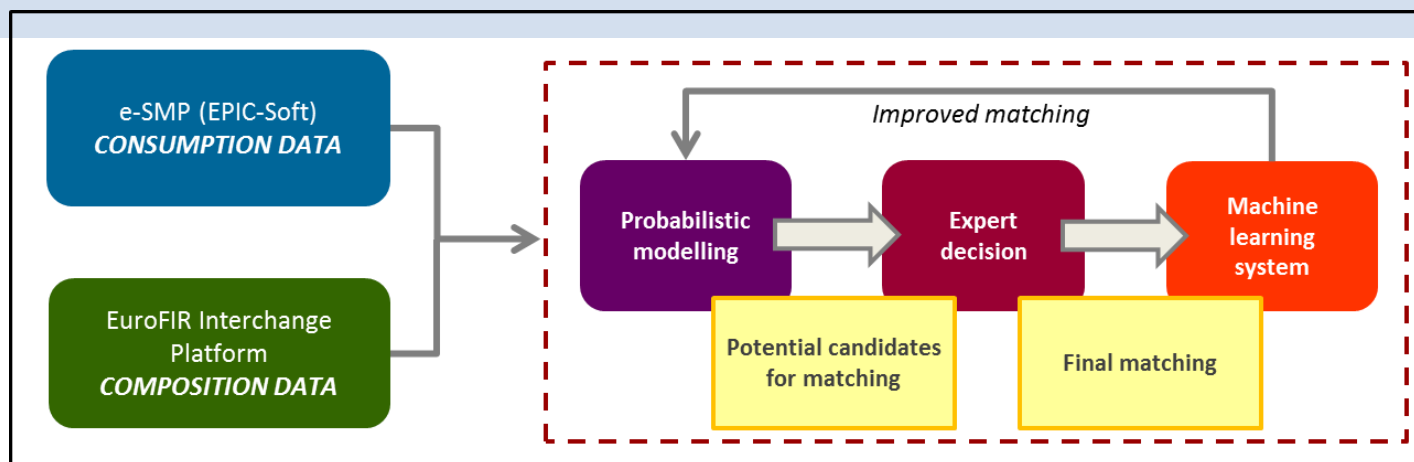 e-SMP (EPIC-Soft)
CONSUMPTION DATA
EuroFIR Interchange
Platform
COMPOSITION DATA
Improved matching
Probabilistic
modelling
Expert
decision
Machine
learning
system
Potential candidates
for matching
Final matching